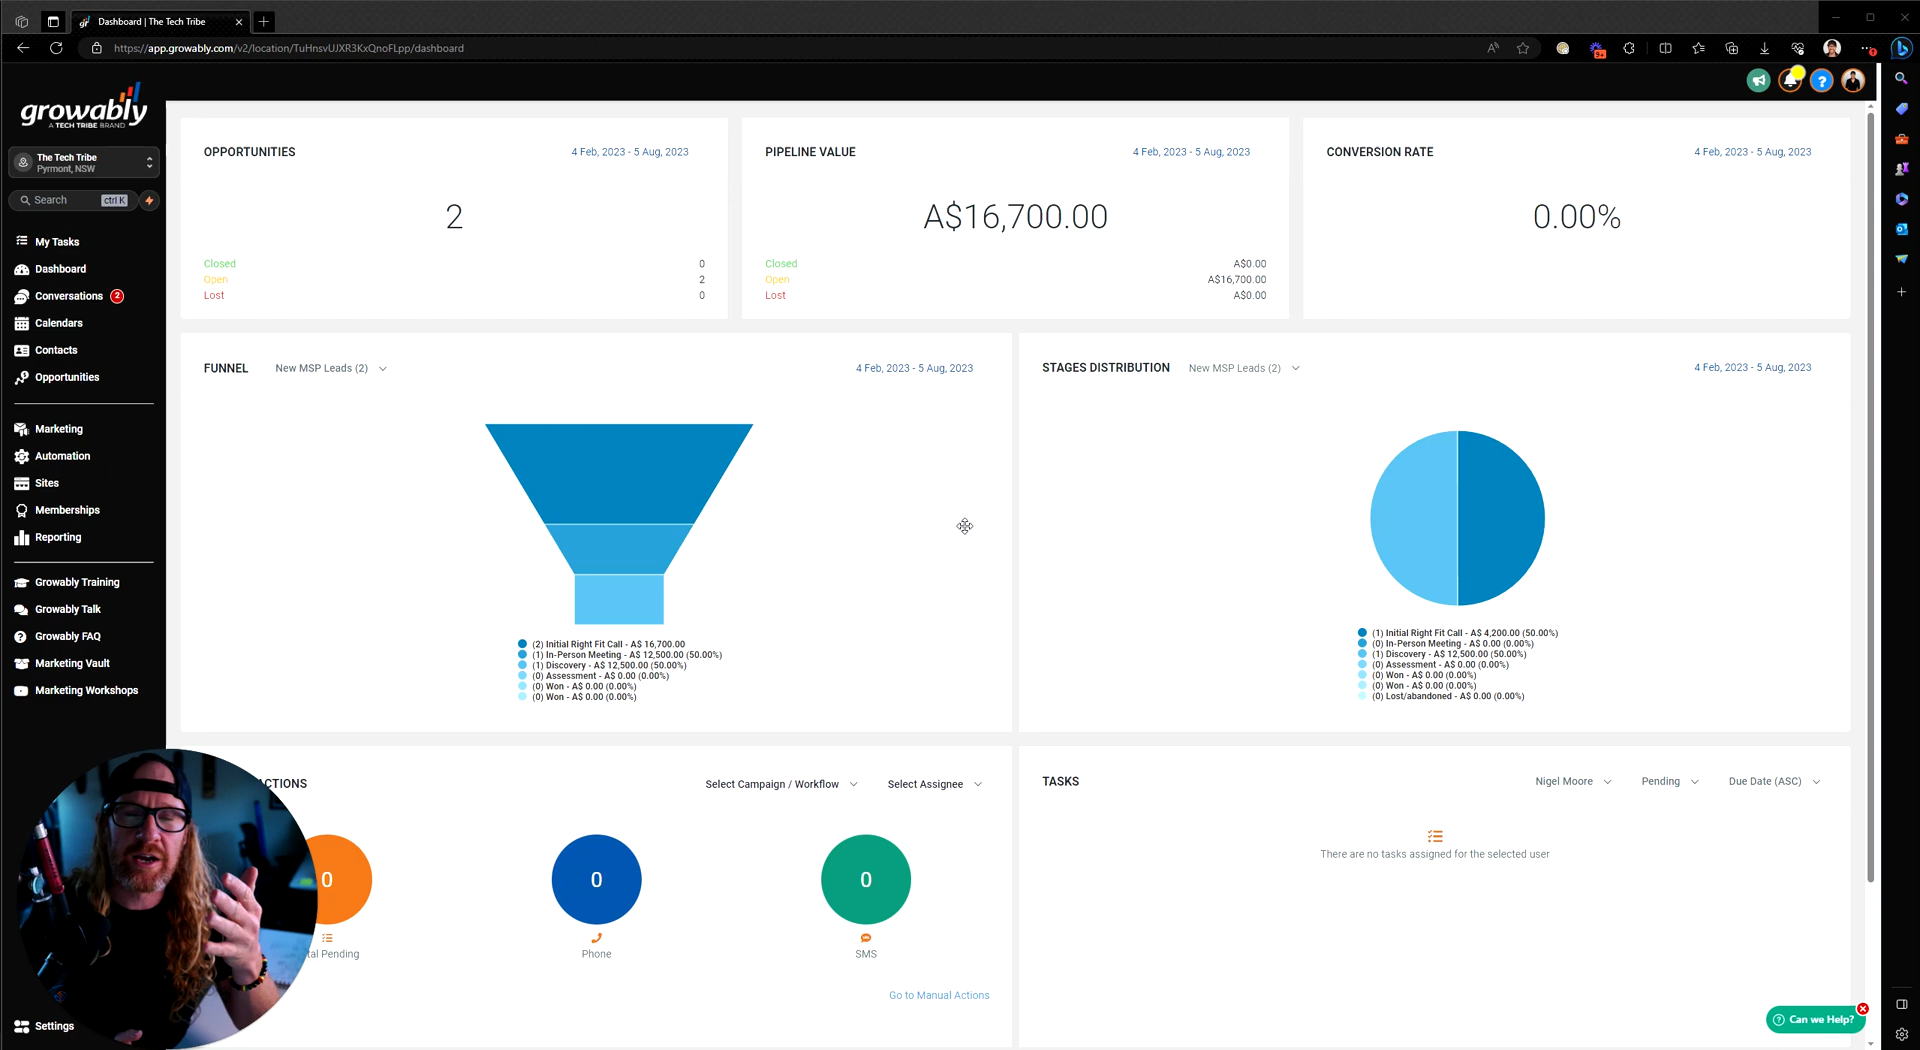 Dashboard | The Tech Tribe
https://app.growably.com/v2/location/TuHnsvUJXR3KxQnoFLpp/dashboard
growably
A TECH TRIBE BRAND
The Tech Tribe
Pyrmont, NSW
Search
ctrl K
My Tasks
Dashboard
Conversations 2
Calendars
Contacts
Opportunities
Marketing
Automation
Sites
Memberships
Reporting
Growably Training
Growably Talk
Growably FAQ
Marketing Vault
Marketing Workshops
Settings
OPPORTUNITIES
4 Feb, 2023 - 5 Aug, 2023
2
Closed 0
Open 2
Lost 0
PIPELINE VALUE
4 Feb, 2023 - 5 Aug, 2023
A$16,700.00
Closed A$0.00
Open A$16,700.00
Lost A$0.00
CONVERSION RATE
4 Feb, 2023 - 5 Aug, 2023
0.00%
FUNNEL
New MSP Leads (2)
4 Feb, 2023 - 5 Aug, 2023
(2) Initial Right Fit Call - A$ 16,700.00
(1) In-Person Meeting - A$ 12,500.00 (50.00%)
(1) Discovery - A$ 12,500.00 (50.00%)
(0) Assessment - A$ 0.00 (0.00%)
(0) Won - A$ 0.00 (0.00%)
(0) Won - A$ 0.00 (0.00%)
STAGES DISTRIBUTION
New MSP Leads (2)
4 Feb, 2023 - 5 Aug, 2023
(1) Initial Right Fit Call - A$ 4,200.00 (50.00%)
(0) In-Person Meeting - A$ 0.00 (0.00%)
(1) Discovery - A$ 12,500.00 (50.00%)
(0) Assessment - A$ 0.00 (0.00%)
(0) Won - A$ 0.00 (0.00%)
(0) Won - A$ 0.00 (0.00%)
(0) Lost/abandoned - A$ 0.00 (0.00%)
CTIONS
Select Campaign / Workflow
Select Assignee
0
tal Pending
0
Phone
0
SMS
Go to Manual Actions
TASKS
Nigel Moore
Pending
Due Date (ASC)
There are no tasks assigned for the selected user
Can we Help?